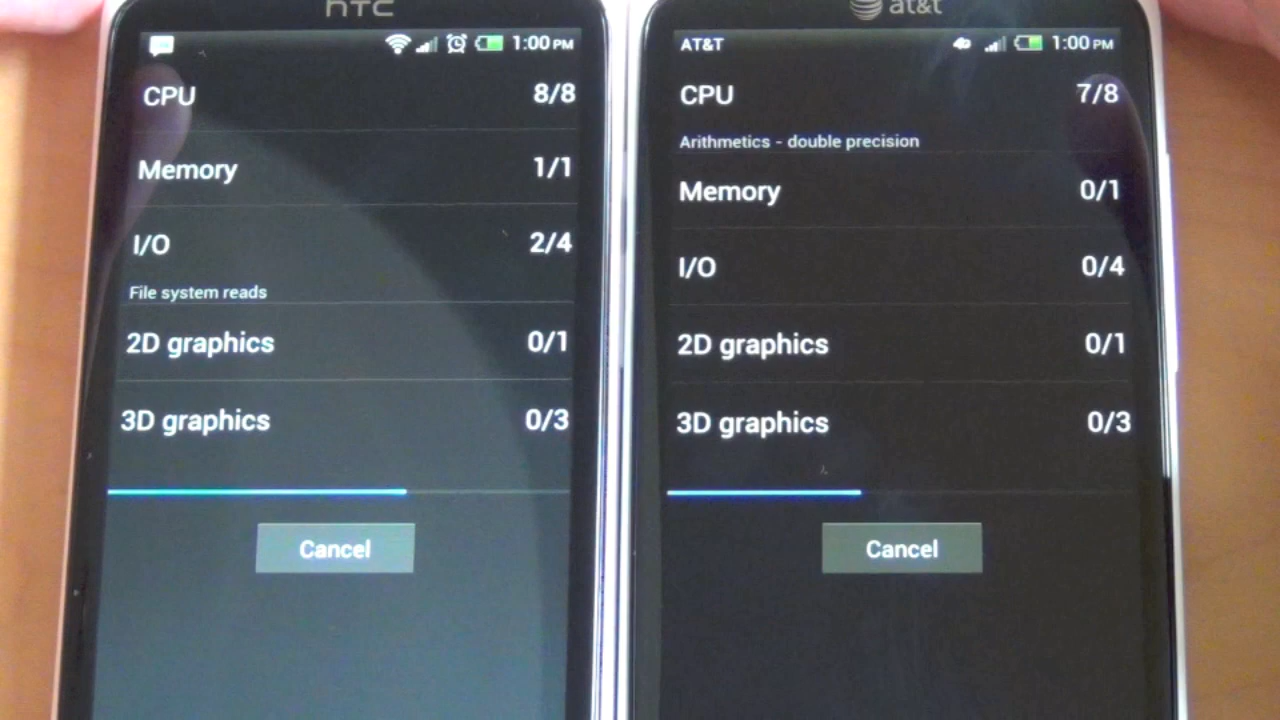 hTC
1:00 PM
CPU 8/8
Memory 1/1
I/O 2/4
File system reads
2D graphics 0/1
3D graphics 0/3
Cancel
at&t
AT&T 4G 1:00 PM
CPU 7/8
Arithmetics - double precision
Memory 0/1
I/O 0/4
2D graphics 0/1
3D graphics 0/3
Cancel